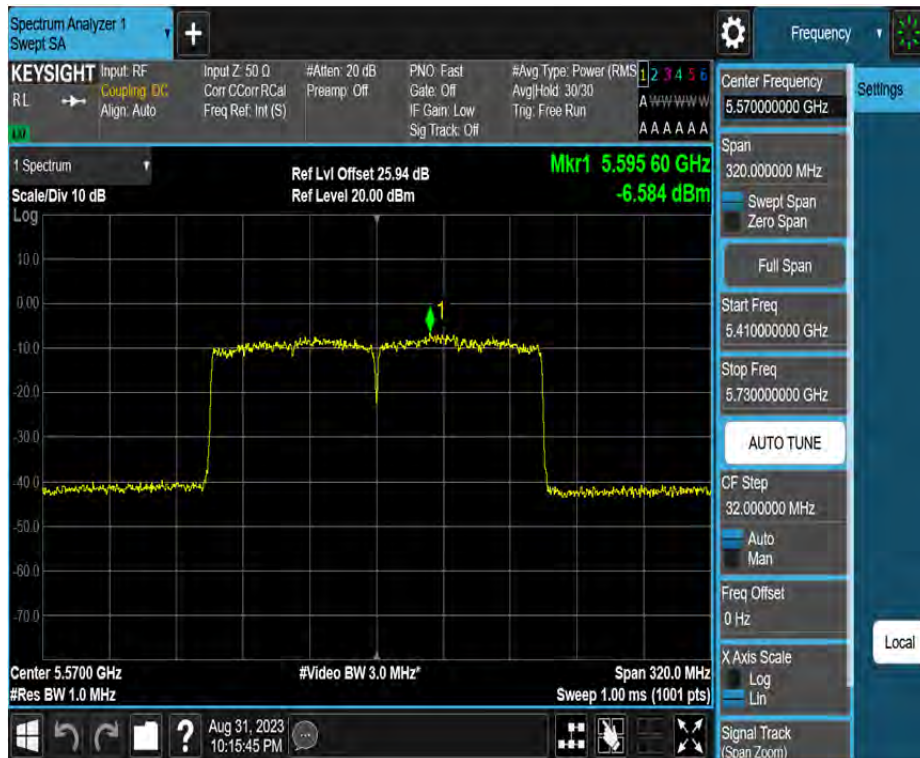 Spectrum Analyzer 1
Swept SA
+
Frequency
KEYSIGHT
RL
Input: RF
Coupling: DC
Align: Auto
Input Z: 50 Ω
Corr CCorr RCal
Freq Ref: Int (S)
#Atten: 20 dB
Preamp: Off
PNO: Fast
Gate: Off
IF Gain: Low
Sig Track: Off
#Avg Type: Power (RMS
Avg|Hold: 30/30
Trig: Free Run
1 2 3 4 5 6
A W W W W W
A A A A A A
1 Spectrum
Scale/Div 10 dB
Log
Ref Lvl Offset 25.94 dB
Ref Level 20.00 dBm
Mkr1 5.595 60 GHz
-6.584 dBm
10.0
0.00
-10.0
-20.0
-30.0
-40.0
-50.0
-60.0
-70.0
1
Center 5.5700 GHz
#Res BW 1.0 MHz
#Video BW 3.0 MHz*
Span 320.0 MHz
Sweep 1.00 ms (1001 pts)
?
Aug 31, 2023
10:15:45 PM
Center Frequency
5.570000000 GHz
Span
320.000000 MHz
Swept Span
Zero Span
Full Span
Start Freq
5.410000000 GHz
Stop Freq
5.730000000 GHz
AUTO TUNE
CF Step
32.000000 MHz
Auto
Man
Freq Offset
0 Hz
X Axis Scale
Log
Lin
Signal Track
(Span Zoom)
Settings
Local